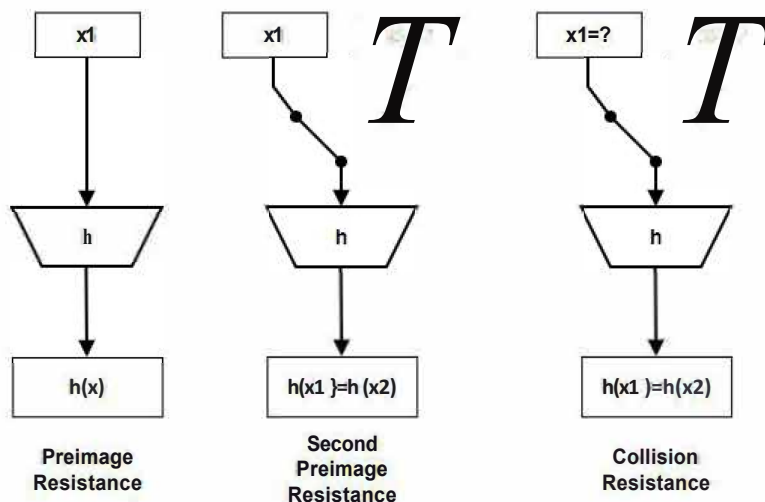 x1
x1
T
x1=?
T
h
h
h
h(x)
h(x1 }=h (x2)
h(x1 )=h(x2)
Preimage
Resistance
Second
Preimage
Resistance
Collision
Resistance